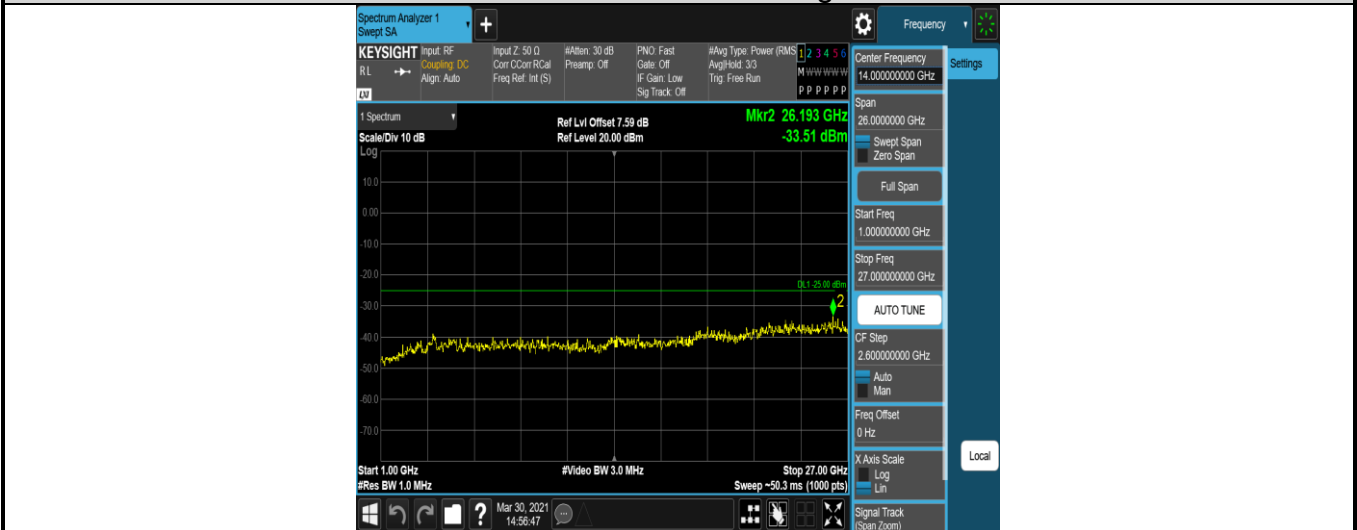 Spectrum Analyzer 1
Swept SA
+
Frequency
KEYSIGHT
RL
LXI
Input: RF
Coupling: DC
Align: Auto
Input Z: 50 Ω
Corr CCorr RCal
Freq Ref: Int (S)
#Atten: 30 dB
Preamp: Off
PNO: Fast
Gate: Off
IF Gain: Low
Sig Track: Off
#Avg Type: Power (RMS
Avg|Hold: 3/3
Trig: Free Run
1 2 3 4 5 6
M W W W W W
P P P P P P
1 Spectrum
Scale/Div 10 dB
Log
Ref Lvl Offset 7.59 dB
Ref Level 20.00 dBm
Mkr2 26.193 GHz
-33.51 dBm
10.0
0.00
-10.0
-20.0
-30.0
-40.0
-50.0
-60.0
-70.0
DL1 -25.00 dBm
2
Start 1.00 GHz
#Res BW 1.0 MHz
#Video BW 3.0 MHz
Stop 27.00 GHz
Sweep ~50.3 ms (1000 pts)
?
Mar 30, 2021
14:56:47
Center Frequency
14.000000000 GHz
Settings
Span
26.0000000 GHz
Swept Span
Zero Span
Full Span
Start Freq
1.000000000 GHz
Stop Freq
27.000000000 GHz
AUTO TUNE
CF Step
2.600000000 GHz
Auto
Man
Freq Offset
0 Hz
X Axis Scale
Log
Lin
Local
Signal Track
(Span Zoom)